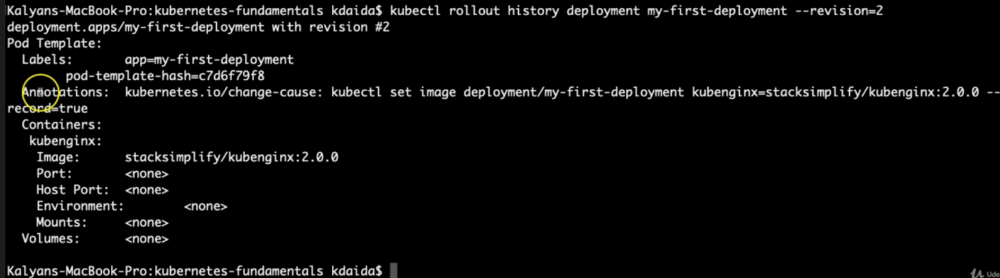 Kalyans-MacBook-Pro:kubernetes-fundamentals kdaida$ kubectl rollout history deployment my-first-deployment --revision=2
deployment.apps/my-first-deployment with revision #2
Pod Template:
  Labels:       app=my-first-deployment
        pod-template-hash=c7d6f79f8
  Annotations:  kubernetes.io/change-cause: kubectl set image deployment/my-first-deployment kubenginx=stacksimplify/kubenginx:2.0.0 --
record=true
  Containers:
   kubenginx:
    Image:      stacksimplify/kubenginx:2.0.0
    Port:       <none>
    Host Port:  <none>
    Environment:        <none>
    Mounts:     <none>
  Volumes:      <none>
Kalyans-MacBook-Pro:kubernetes-fundamentals kdaida$
Ude